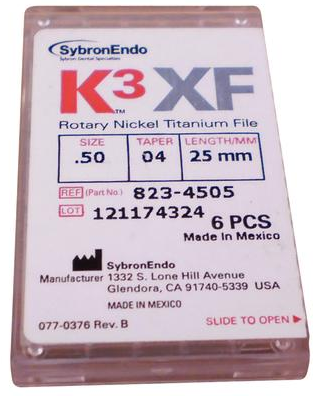 SybronEndo
Sybron Dental Specialties
K3XF
™
Rotary Nickel Titanium File
SIZE TAPER LENGTH/MM
.50 04 25 mm
REF (Part No.) 823-4505
LOT 121174324
6 PCS
Made In Mexico
SybronEndo
Manufacturer 1332 S. Lone Hill Avenue
Glendora, CA 91740-5339 USA
MADE IN MEXICO
077-0376 Rev. B
SLIDE TO OPEN